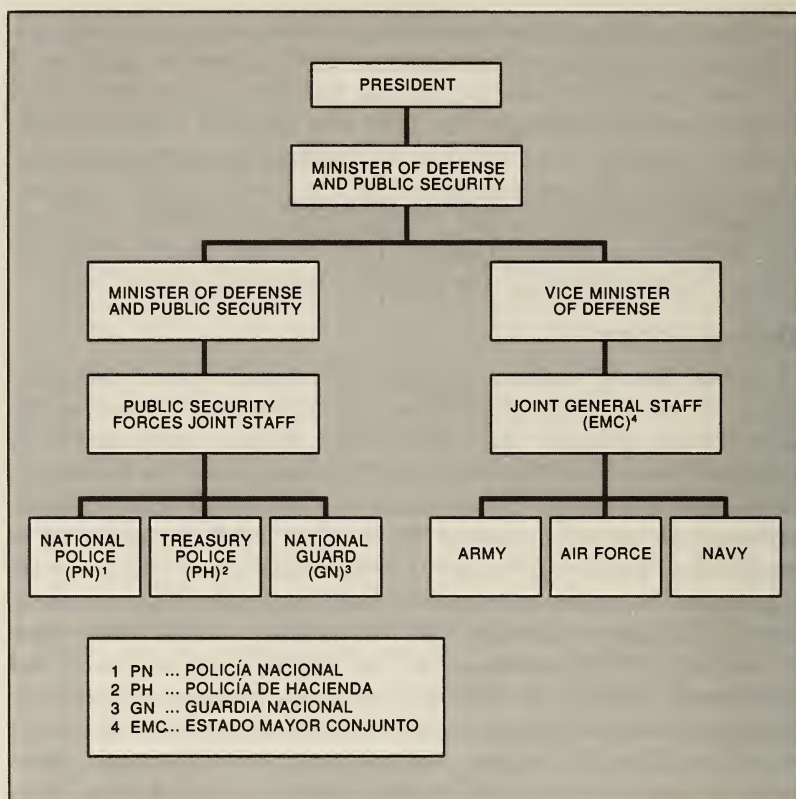 PRESIDENT
MINISTER OF DEFENSE
AND PUBLIC SECURITY
MINISTER OF DEFENSE
AND PUBLIC SECURITY
VICE MINISTER
OF DEFENSE
PUBLIC SECURITY
FORCES JOINT STAFF
JOINT GENERAL STAFF
(EMC)⁴
NATIONAL
POLICE
(PN)¹
TREASURY
POLICE
(PH)²
NATIONAL
GUARD
(GN)³
ARMY
AIR FORCE
NAVY
1 PN ... POLICÍA NACIONAL
2 PH ... POLICÍA DE HACIENDA
3 GN ... GUARDIA NACIONAL
4 EMC... ESTADO MAYOR CONJUNTO